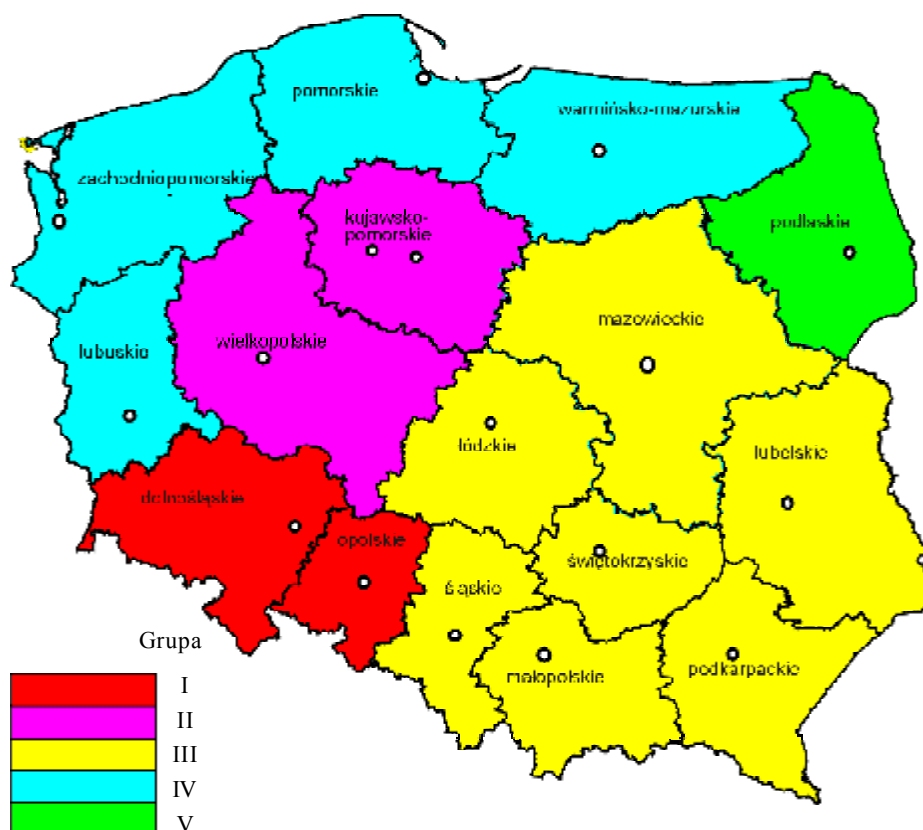 pomorskie
warmińsko-mazurskie
zachodniopomorskie
kujawsko-
pomorskie
podlaskie
mazowieckie
wielkopolskie
lubuskie
łódzkie
lubelskie
dolnośląskie
opolskie
śląskie
świętokrzyskie
małopolskie
podkarpackie
Grupa
I
II
III
IV
V